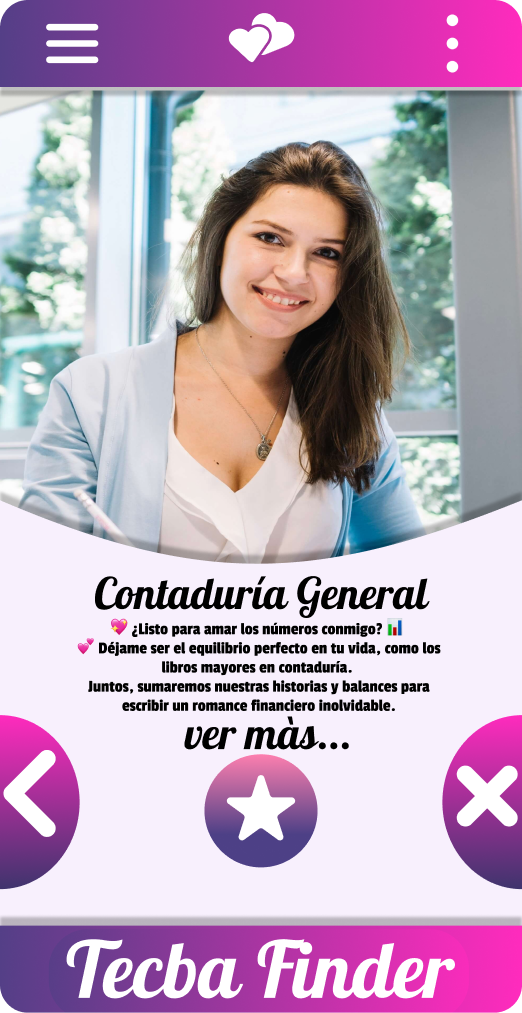 Contaduría General
💖 ¿Listo para amar los números conmigo? 📊
💕 Déjame ser el equilibrio perfecto en tu vida, como los
libros mayores en contaduría.
Juntos, sumaremos nuestras historias y balances para
escribir un romance financiero inolvidable.
ver màs...
Tecba Finder